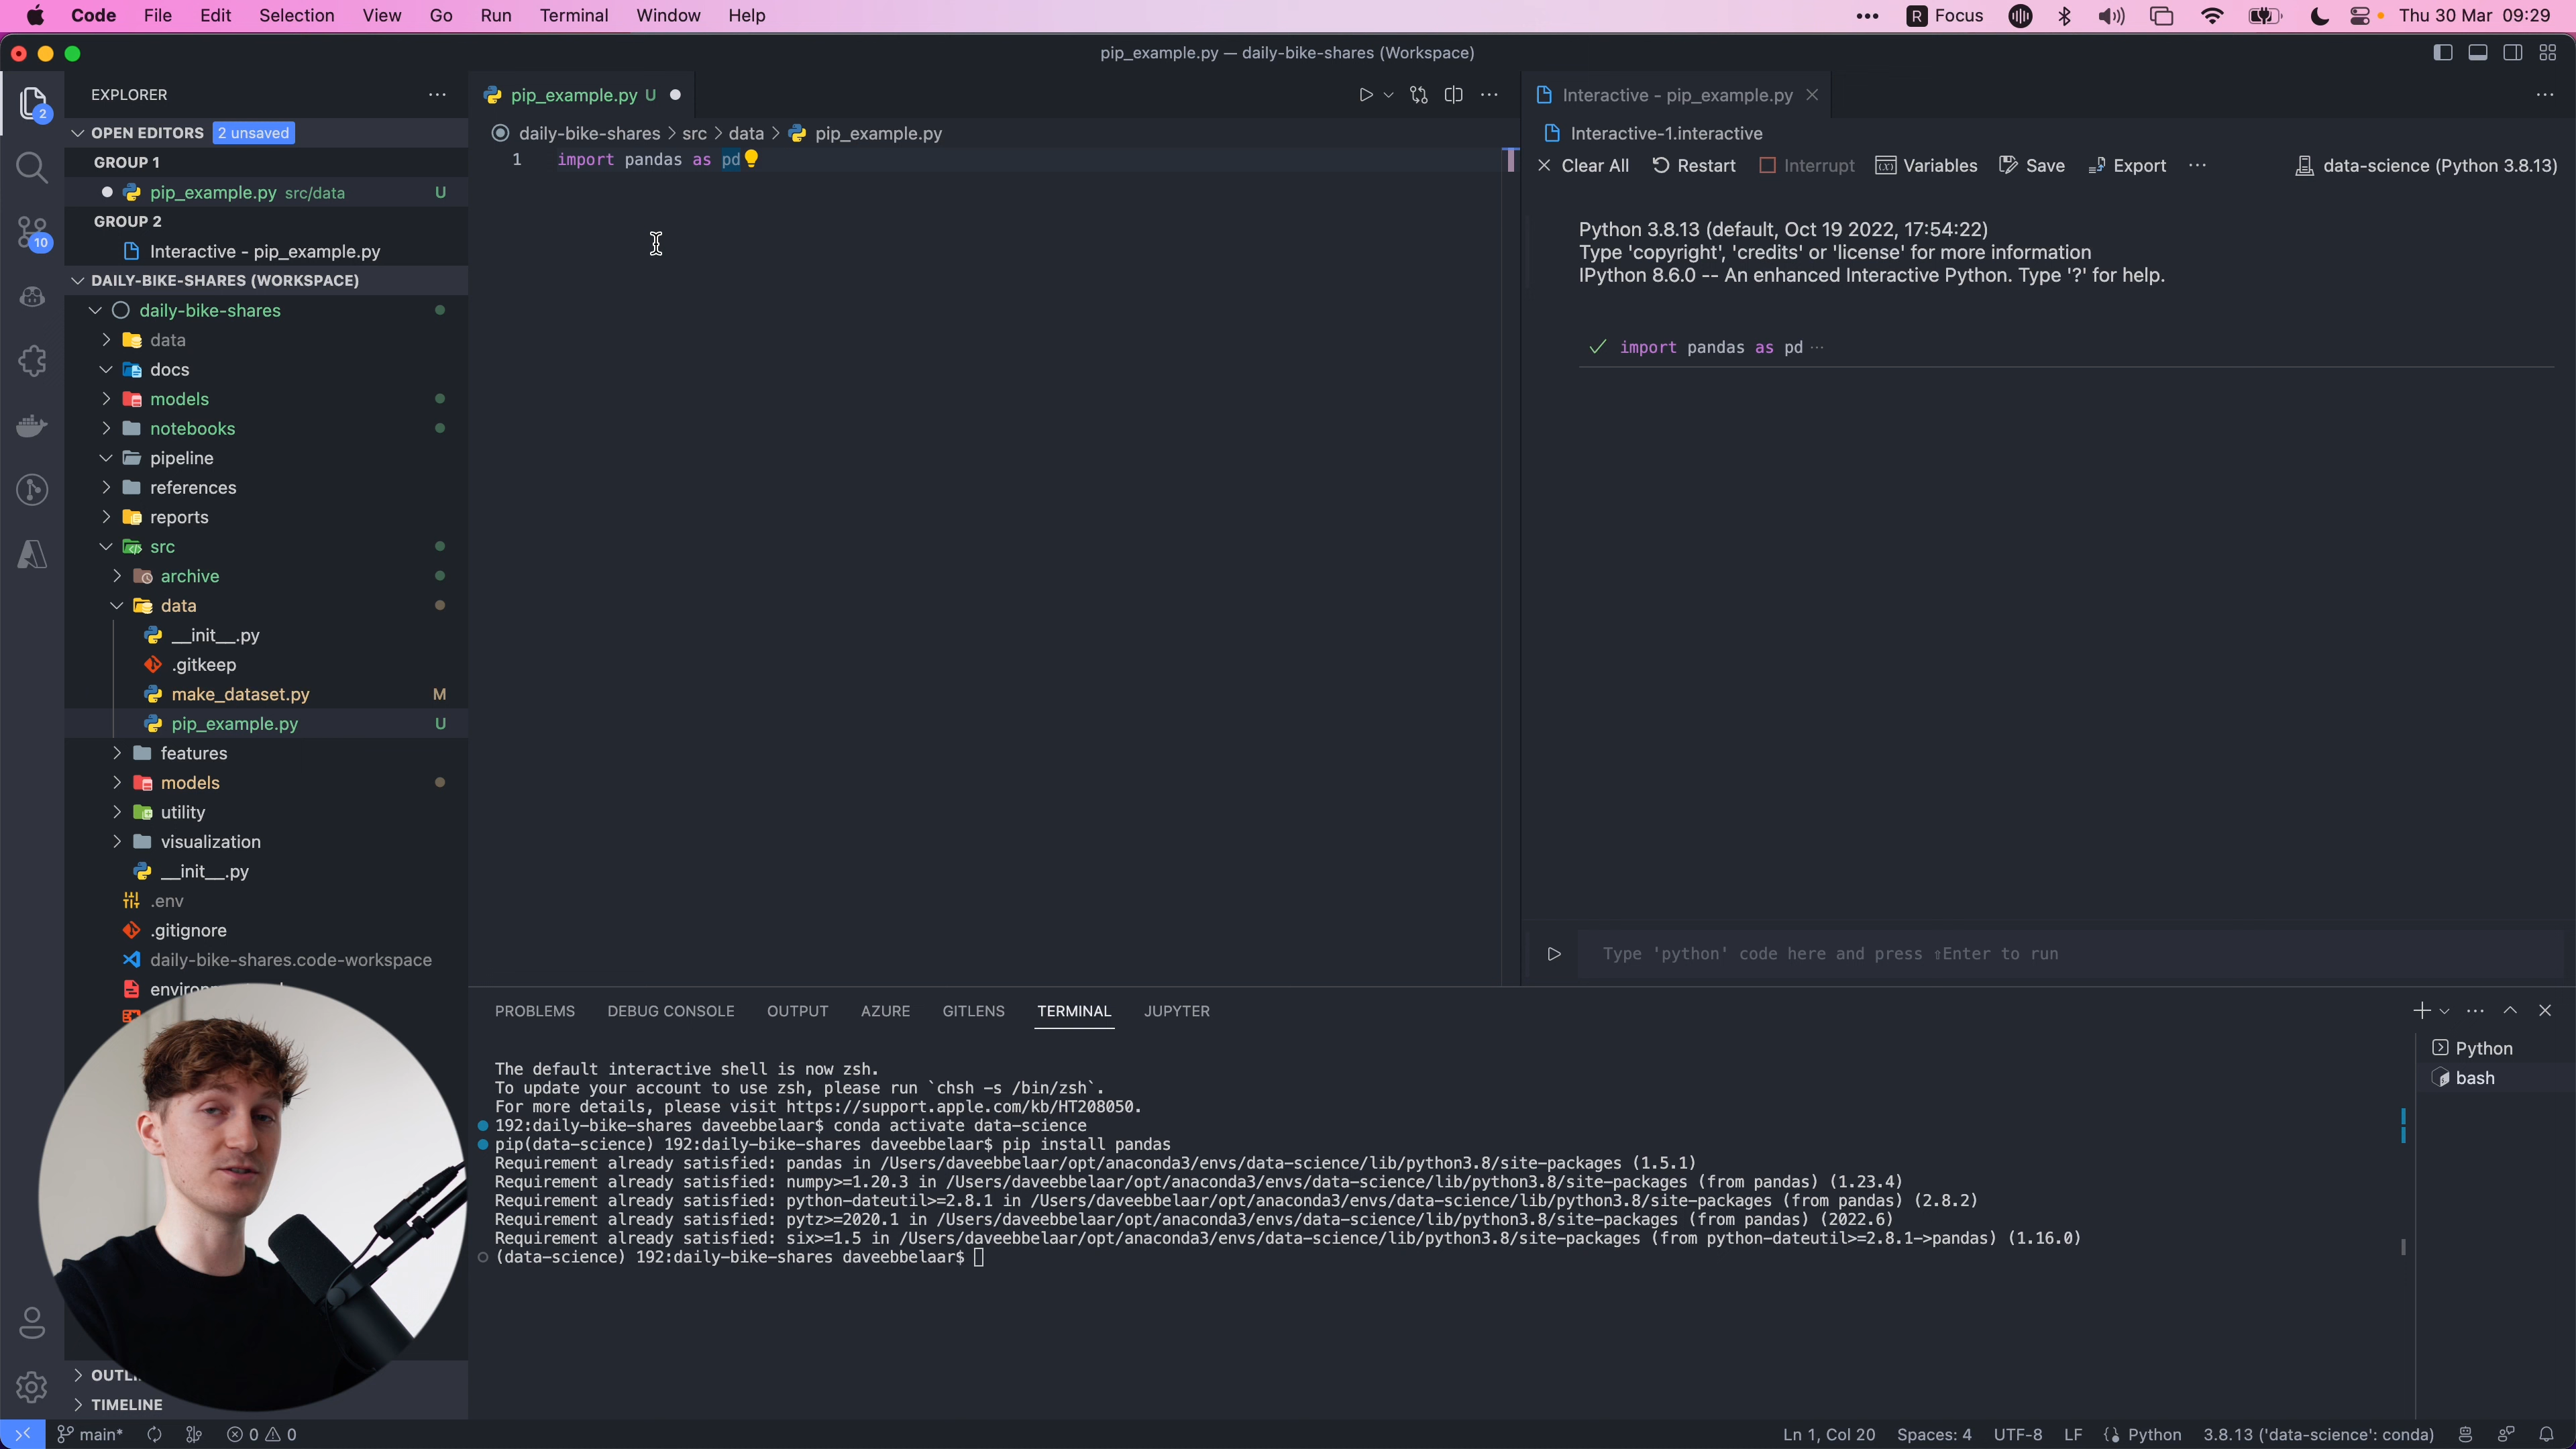 Code File Edit Selection View Go Run Terminal Window Help
R Focus Thu 30 Mar 09:29
pip_example.py — daily-bike-shares (Workspace)
2
10
EXPLORER
OPEN EDITORS 2 unsaved
GROUP 1
pip_example.py src/data U
GROUP 2
Interactive - pip_example.py
DAILY-BIKE-SHARES (WORKSPACE)
daily-bike-shares
data
docs
models
notebooks
pipeline
references
reports
src
archive
data
__init__.py
.gitkeep
make_dataset.py M
pip_example.py U
features
models
utility
visualization
__init__.py
.env
.gitignore
daily-bike-shares.code-workspace
TIMELINE
pip_example.py U
daily-bike-shares > src > data > pip_example.py
1 import pandas as pd
Interactive - pip_example.py
Interactive-1.interactive
Clear All Restart Interrupt Variables Save Export ··· data-science (Python 3.8.13)
Python 3.8.13 (default, Oct 19 2022, 17:54:22)
Type 'copyright', 'credits' or 'license' for more information
IPython 8.6.0 -- An enhanced Interactive Python. Type '?' for help.
import pandas as pd ···
Type 'python' code here and press ⇧Enter to run
PROBLEMS DEBUG CONSOLE OUTPUT AZURE GITLENS TERMINAL JUPYTER
The default interactive shell is now zsh.
To update your account to use zsh, please run `chsh -s /bin/zsh`.
For more details, please visit https://support.apple.com/kb/HT208050.
192:daily-bike-shares daveebbelaar$ conda activate data-science
pip(data-science) 192:daily-bike-shares daveebbelaar$ pip install pandas
Requirement already satisfied: pandas in /Users/daveebbelaar/opt/anaconda3/envs/data-science/lib/python3.8/site-packages (1.5.1)
Requirement already satisfied: numpy>=1.20.3 in /Users/daveebbelaar/opt/anaconda3/envs/data-science/lib/python3.8/site-packages (from pandas) (1.23.4)
Requirement already satisfied: python-dateutil>=2.8.1 in /Users/daveebbelaar/opt/anaconda3/envs/data-science/lib/python3.8/site-packages (from pandas) (2.8.2)
Requirement already satisfied: pytz>=2020.1 in /Users/daveebbelaar/opt/anaconda3/envs/data-science/lib/python3.8/site-packages (from pandas) (2022.6)
Requirement already satisfied: six>=1.5 in /Users/daveebbelaar/opt/anaconda3/envs/data-science/lib/python3.8/site-packages (from python-dateutil>=2.8.1->pandas) (1.16.0)
(data-science) 192:daily-bike-shares daveebbelaar$
Python
bash
main* 0 0
Ln 1, Col 20 Spaces: 4 UTF-8 LF Python 3.8.13 ('data-science': conda)